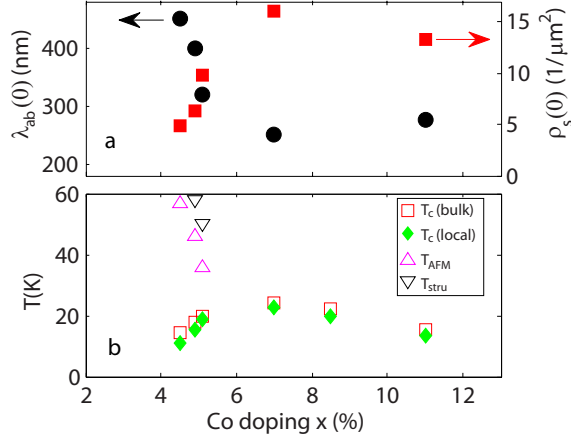 λab(0) (nm)
400
300
200
a
15
10
5
0
ρs(0) (1/μm²)
T(K)
60
40
20
0
b
Tc (bulk)
Tc (local)
TAFM
Tstru
2 4 6 8 10 12
Co doping x (%)